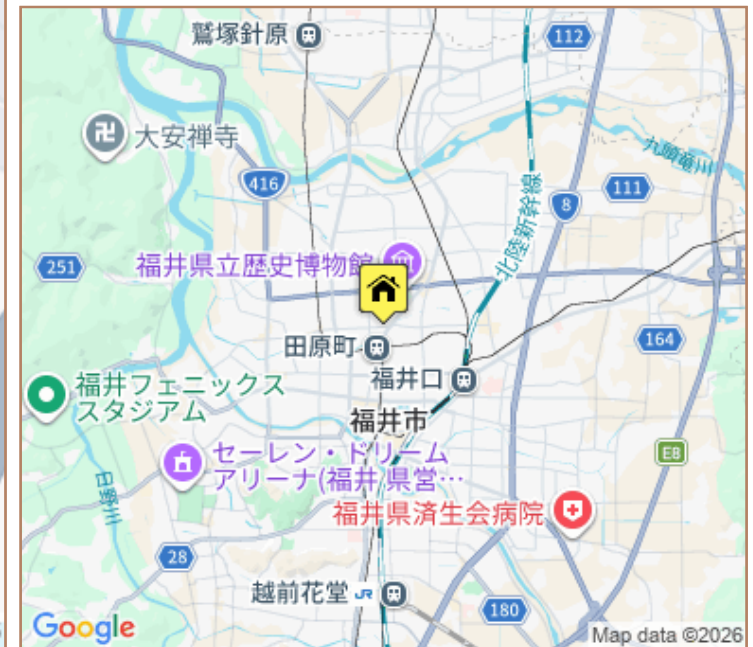 鷲塚針原
112
卍 大安禅寺
九頭竜川
416
111
8
北陸新幹線
251
福井県立歴史博物館
田原町
164
福井口
福井フェニックス
スタジアム
福井市
セーレン・ドリーム
アリーナ(福井 県営…
E8
日野川
福井県済生会病院
28
越前花堂 JR
180
Google
Map data ©2026